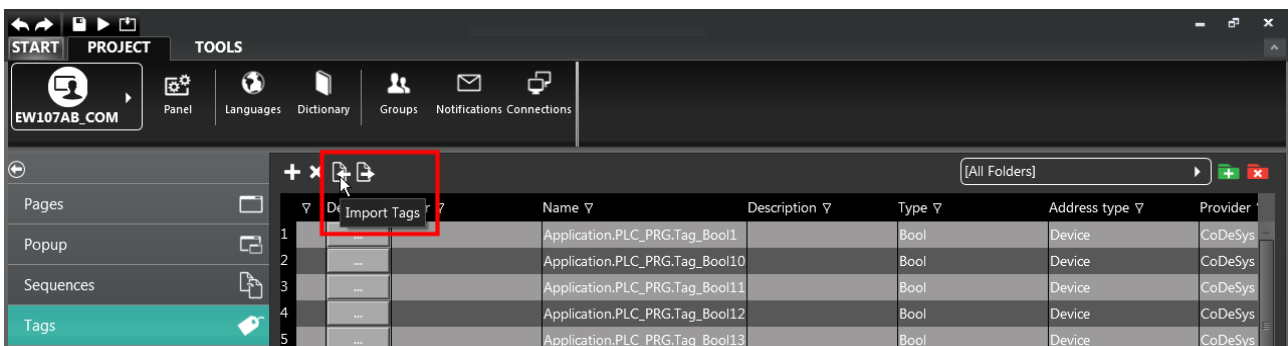 START PROJECT TOOLS
EW107AB_COM
Panel
Languages
Dictionary
Groups
Notifications
Connections
[All Folders]
Pages
Popup
Sequences
Tags
Import Tags
Name Description Type Address type Provider
1 ... Application.PLC_PRG.Tag_Bool1 Bool Device CoDeSys
2 ... Application.PLC_PRG.Tag_Bool10 Bool Device CoDeSys
3 ... Application.PLC_PRG.Tag_Bool11 Bool Device CoDeSys
4 ... Application.PLC_PRG.Tag_Bool12 Bool Device CoDeSys
5 ... Application.PLC_PRG.Tag_Bool13 Bool Device CoDeSys